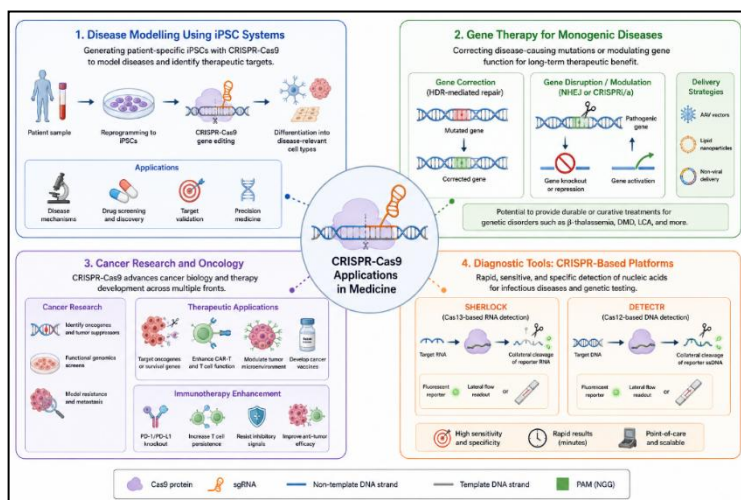 1. Disease Modelling Using iPSC Systems
Generating patient-specific iPSCs with CRISPR-Cas9
to model diseases and identify therapeutic targets.
Patient sample
Reprogramming to
iPSCs
CRISPR-Cas9
gene editing
Differentiation into
disease-relevant
cell types
Applications
Disease
mechanisms
Drug screening
and discovery
Target
validation
Precision
medicine
2. Gene Therapy for Monogenic Diseases
Correcting disease-causing mutations or modulating gene
function for long-term therapeutic benefit.
Gene Correction
(HDR-mediated repair)
Mutated gene
Corrected gene
Gene Disruption / Modulation
(NHEJ or CRISPRi/a)
Pathogenic
gene
Gene knockout
or repression
Gene activation
Delivery
Strategies
AAV vectors
Lipid
nanoparticles
Non-viral
delivery
Potential to provide durable or curative treatments for
genetic disorders such as β-thalassemia, DMD, LCA, and more.
CRISPR-Cas9
Applications
in Medicine
3. Cancer Research and Oncology
CRISPR-Cas9 advances cancer biology and therapy
development across multiple fronts.
Cancer Research
Identify oncogenes
and tumor suppressors
Functional genomics
screens
Model resistance
and metastasis
Therapeutic Applications
Target oncogenes
or survival genes
Enhance CAR-T
and T cell function
Modulate tumor
microenvironment
Develop cancer
vaccines
Immunotherapy Enhancement
PD-1/PD-L1
knockout
Increase T cell
persistence
Resist inhibitory
signals
Improve anti-tumor
efficacy
4. Diagnostic Tools: CRISPR-Based Platforms
Rapid, sensitive, and specific detection of nucleic acids
for infectious diseases and genetic testing.
SHERLOCK
(Cas13-based RNA detection)
Target RNA
Collateral cleavage
of reporter RNA
Fluorescent
reporter
Lateral flow
readout
or
DETECTR
(Cas12-based DNA detection)
Target DNA
Collateral cleavage
of reporter ssDNA
Fluorescent
reporter
Lateral flow
readout
or
High sensitivity
and specificity
Rapid results
(minutes)
Point-of-care
and scalable
Cas9 protein
sgRNA
Non-template DNA strand
Template DNA strand
PAM (NGG)